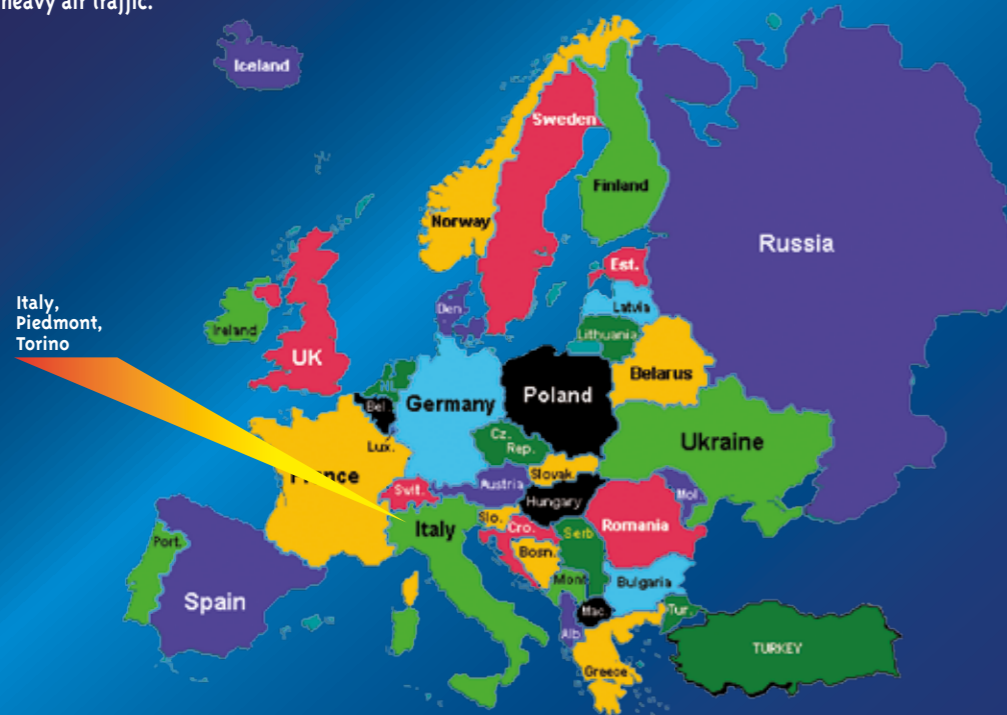 heavy air traffic.
Iceland
Sweden
Finland
Norway
Russia
Est.
Den.
Latvia
Italy,
Piedmont,
Torino
Ireland
Lithuania
UK
Belarus
Nl.
Bel.
Germany
Poland
Cz.
Rep.
Ukraine
Lux.
France
Swit.
Austria
Slovak.
Hungary
Mol.
Italy
Slo.
Cro.
Serb
Romania
Port.
Bosn.
Mont
Bulgaria
Spain
Mac.
Tur.
Alb
TURKEY
Greece